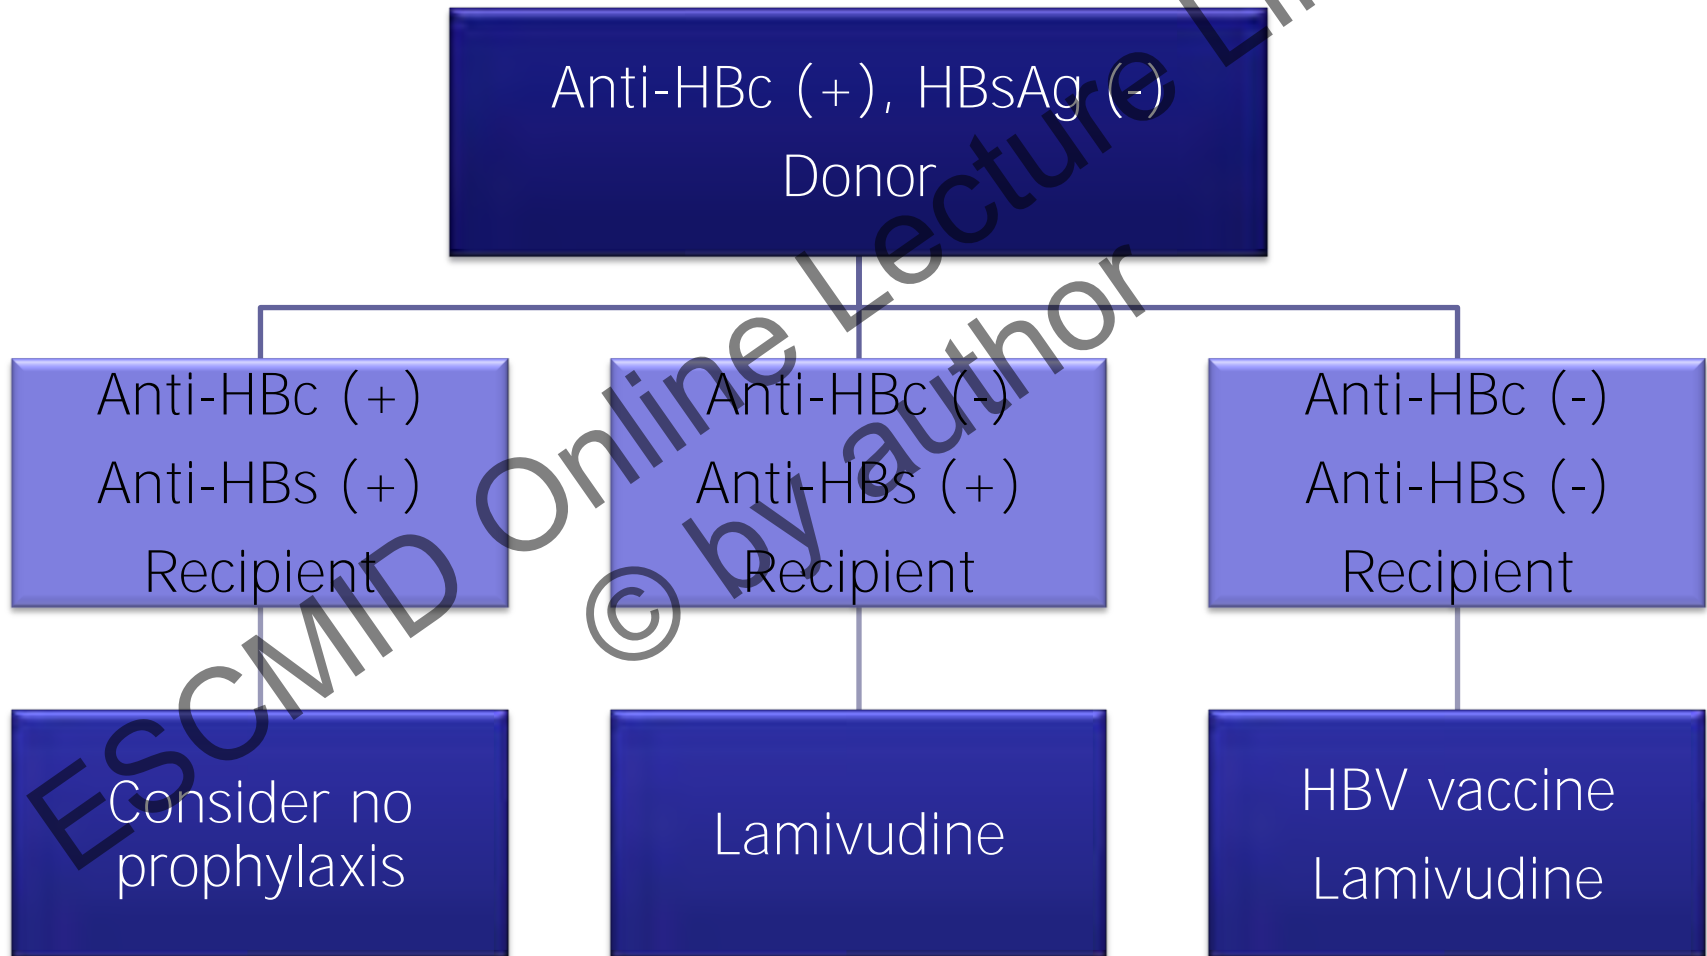 Anti-HBc (+), HBsAg (-)
Donor
Anti-HBc (+)
Anti-HBs (+)
Recipient
Anti-HBc (-)
Anti-HBs (+)
Recipient
Anti-HBc (-)
Anti-HBs (-)
Recipient
Consider no
prophylaxis
Lamivudine
HBV vaccine
Lamivudine
ESCMID Online Lecture
© by author